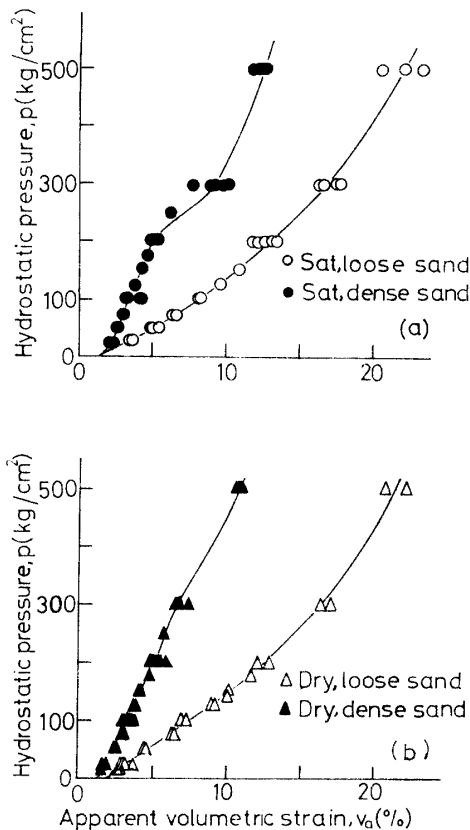 Hydrostatic pressure, p(kg/cm²)
500
300
100
0
○ Sat, loose sand
● Sat, dense sand
(a)
0
10
20
Hydrostatic pressure, p(kg/cm²)
500
300
100
0
△ Dry, loose sand
▲ Dry, dense sand
(b)
0
10
20
Apparent volumetric strain, va(%)